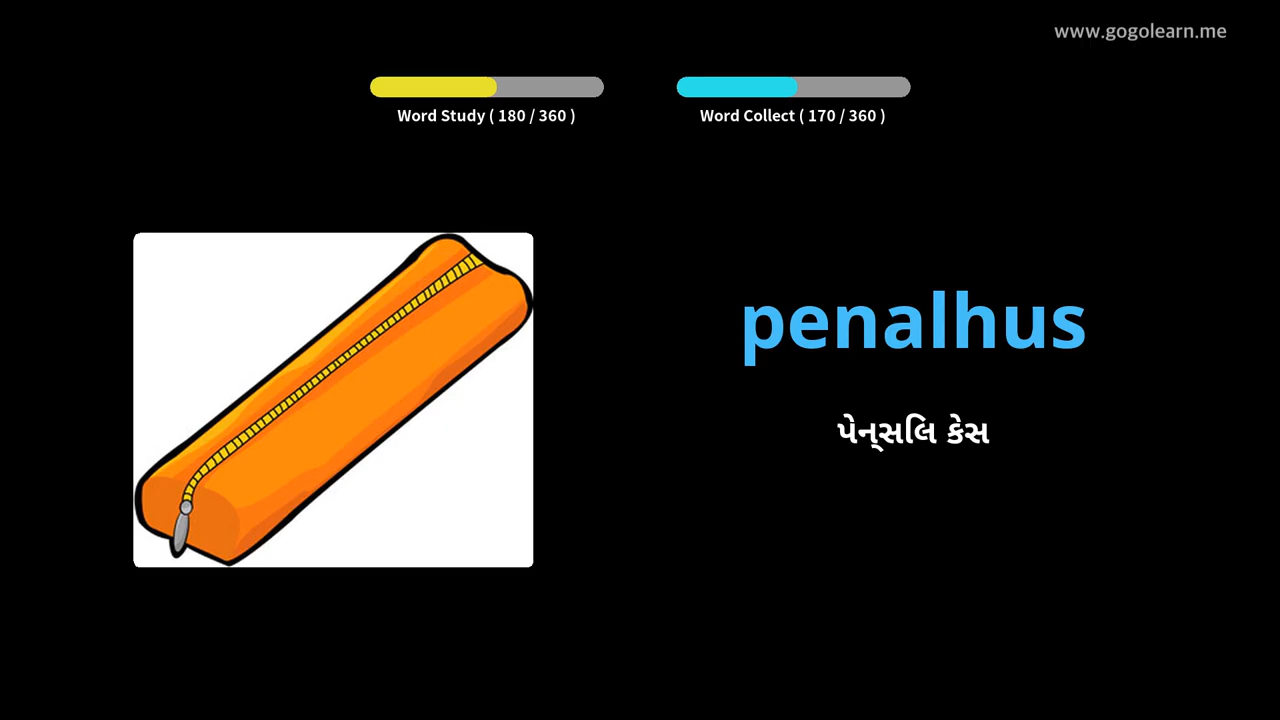 www.gogolearn.me
Word Study ( 180 / 360 )
Word Collect ( 170 / 360 )
penalhus
પેન્સિલ કેસ